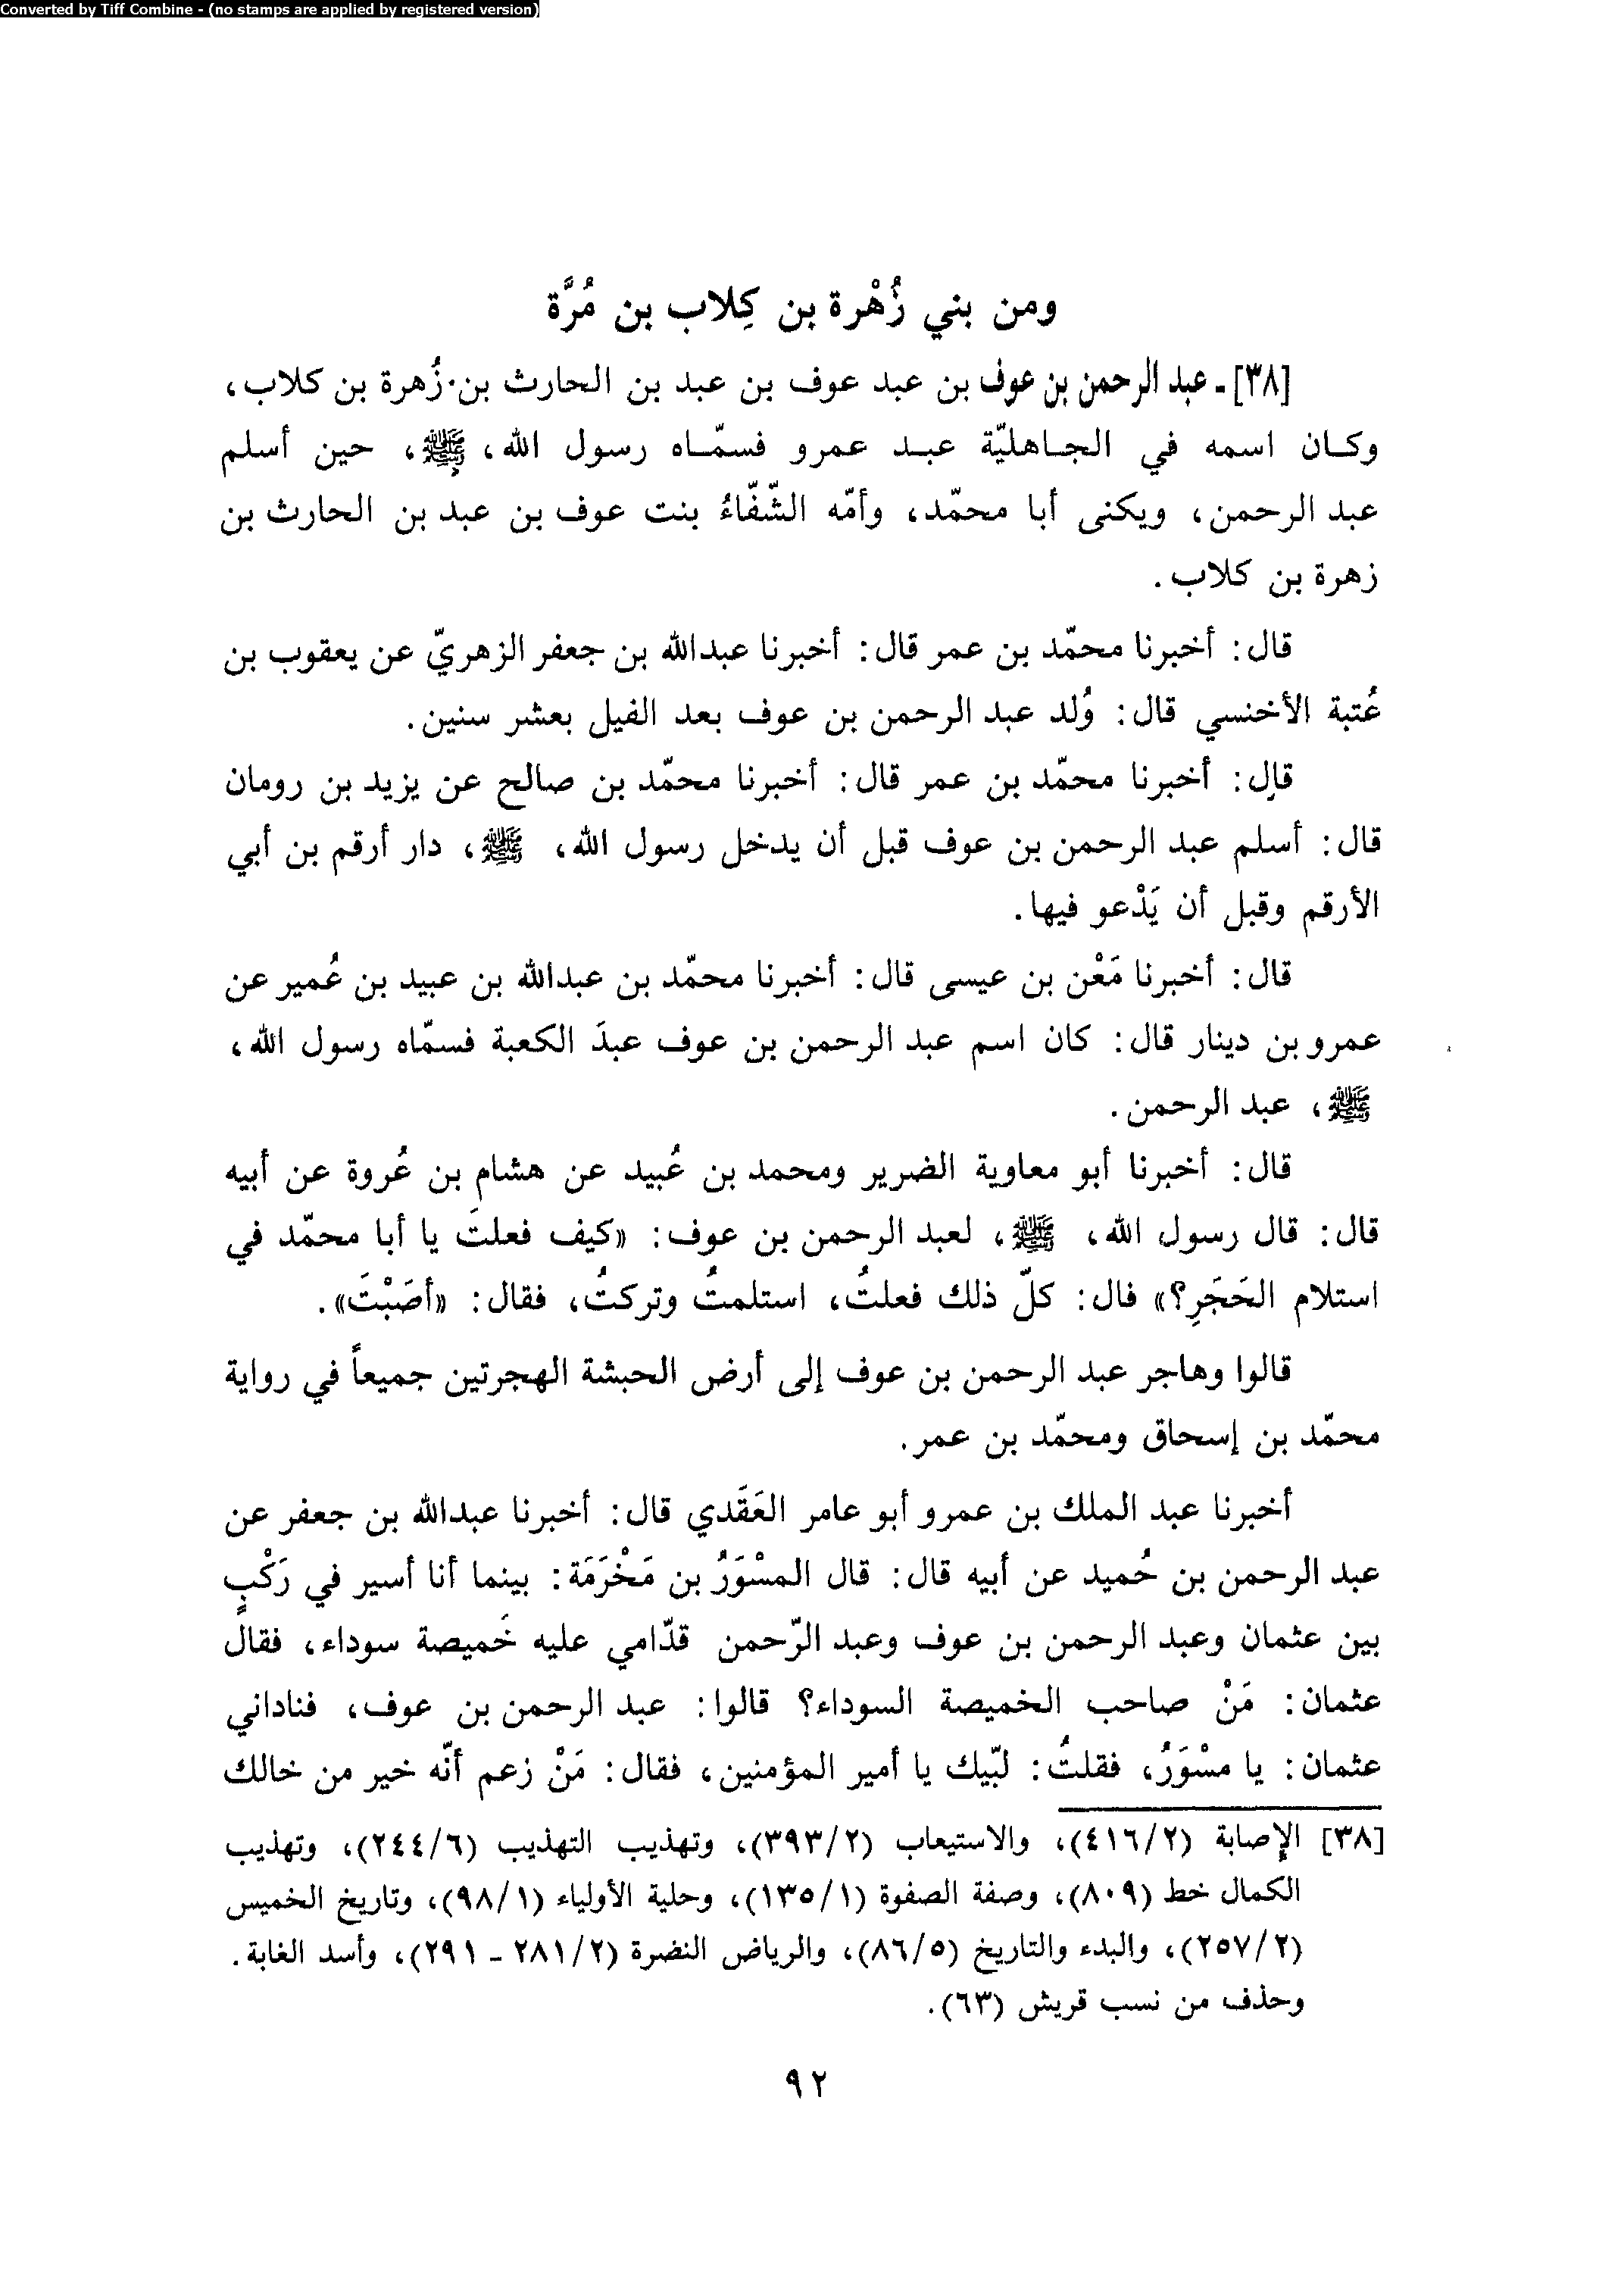 Converted by Tiff Combine - (no stamps are applied by registered version)
ومن بني زُهْرة بن كِلاب بن مُرَّة
[٣٨] ـ عبد الرحمن بن عوف بن عبد عوف بن عبد بن الحارث بن زُهرة بن كلاب،
وكان اسمه في الجاهليّة عبد عمرو فسمّاه رسول الله، ﷺ، حين أسلم
عبد الرحمن، ويكنى أبا محمّد، وأمّه الشّفّاءُ بنت عوف بن عبد بن الحارث بن
زهرة بن كلاب.
قال: أخبرنا محمّد بن عمر قال: أخبرنا عبدالله بن جعفر الزهريّ عن يعقوب بن
عُتبة الأخنسي قال: وُلد عبد الرحمن بن عوف بعد الفيل بعشر سنين.
قال: أخبرنا محمّد بن عمر قال: أخبرنا محمّد بن صالح عن يزيد بن رومان
قال: أسلم عبد الرحمن بن عوف قبل أن يدخل رسول الله، ﷺ، دار أرقم بن أبي
الأرقم وقبل أن يَدْعو فيها.
قال: أخبرنا مَعْن بن عيسى قال: أخبرنا محمّد بن عبدالله بن عبيد بن عُمير عن
عمرو بن دينار قال: كان اسم عبد الرحمن بن عوف عبدَ الكعبة فسمّاه رسول الله،
ﷺ، عبد الرحمن.
قال: أخبرنا أبو معاوية الضرير ومحمد بن عُبيد عن هشام بن عُروة عن أبيه
قال: قال رسول الله، ﷺ، لعبد الرحمن بن عوف: «كيف فعلتَ يا أبا محمّد في
استلام الحَجَرِ؟» فال: كلّ ذلك فعلتُ، استلمتُ وتركتُ، فقال: «أصَبْتَ».
قالوا وهاجر عبد الرحمن بن عوف إلى أرض الحبشة الهجرتين جميعاً في رواية
محمّد بن إسحاق ومحمّد بن عمر.
أخبرنا عبد الملك بن عمرو أبو عامر العَقَدي قال: أخبرنا عبدالله بن جعفر عن
عبد الرحمن بن حُميد عن أبيه قال: قال المسْوَرُ بن مَخْرَمَة: بينما أنا أسير في رَكْبٍ
بين عثمان وعبد الرحمن بن عوف وعبد الرّحمن قدّامي عليه خَميصة سوداء، فقال
عثمان: مَنْ صاحب الخميصة السوداء؟ قالوا: عبد الرحمن بن عوف، فناداني
عثمان: يا مسْوَرُ، فقلتُ: لبّيك يا أمير المؤمنين، فقال: مَنْ زعم أنّه خير من خالك
[٣٨] الإصابة (٤١٦/٢)، والاستيعاب (٣٩٣/٢)، وتهذيب التهذيب (٢٤٤/٦)، وتهذيب
الكمال خط (٨٠٩)، وصفة الصفوة (١٣٥/١)، وحلية الأولياء (٩٨/١)، وتاريخ الخميس
(٢٥٧/٢)، والبدء والتاريخ (٨٦/٥)، والرياض النضرة (٢٨١/٢ ـ ٢٩١)، وأسد الغابة.
وحذف من نسب قريش (٦٣).
٩٢